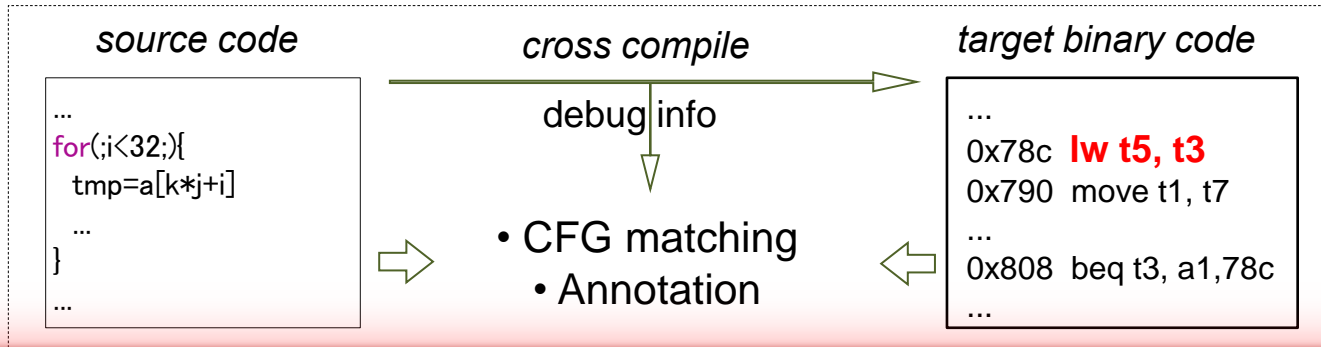 source code
cross compile
target binary code
debug info
...
for(;i<32;){
tmp=a[k*j+i]
...
}
...
• CFG matching
• Annotation
...
0x78c lw t5, t3
0x790 move t1, t7
...
0x808 beq t3, a1,78c
...